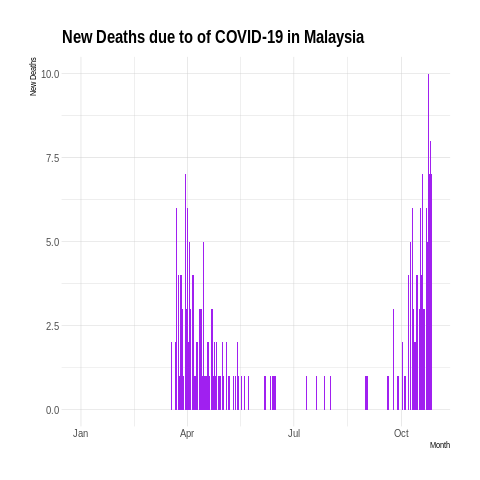 New Deaths due to of COVID-19 in Malaysia
New Deaths
10.0
7.5
5.0
2.5
0.0
Jan
Apr
Jul
Oct
Month